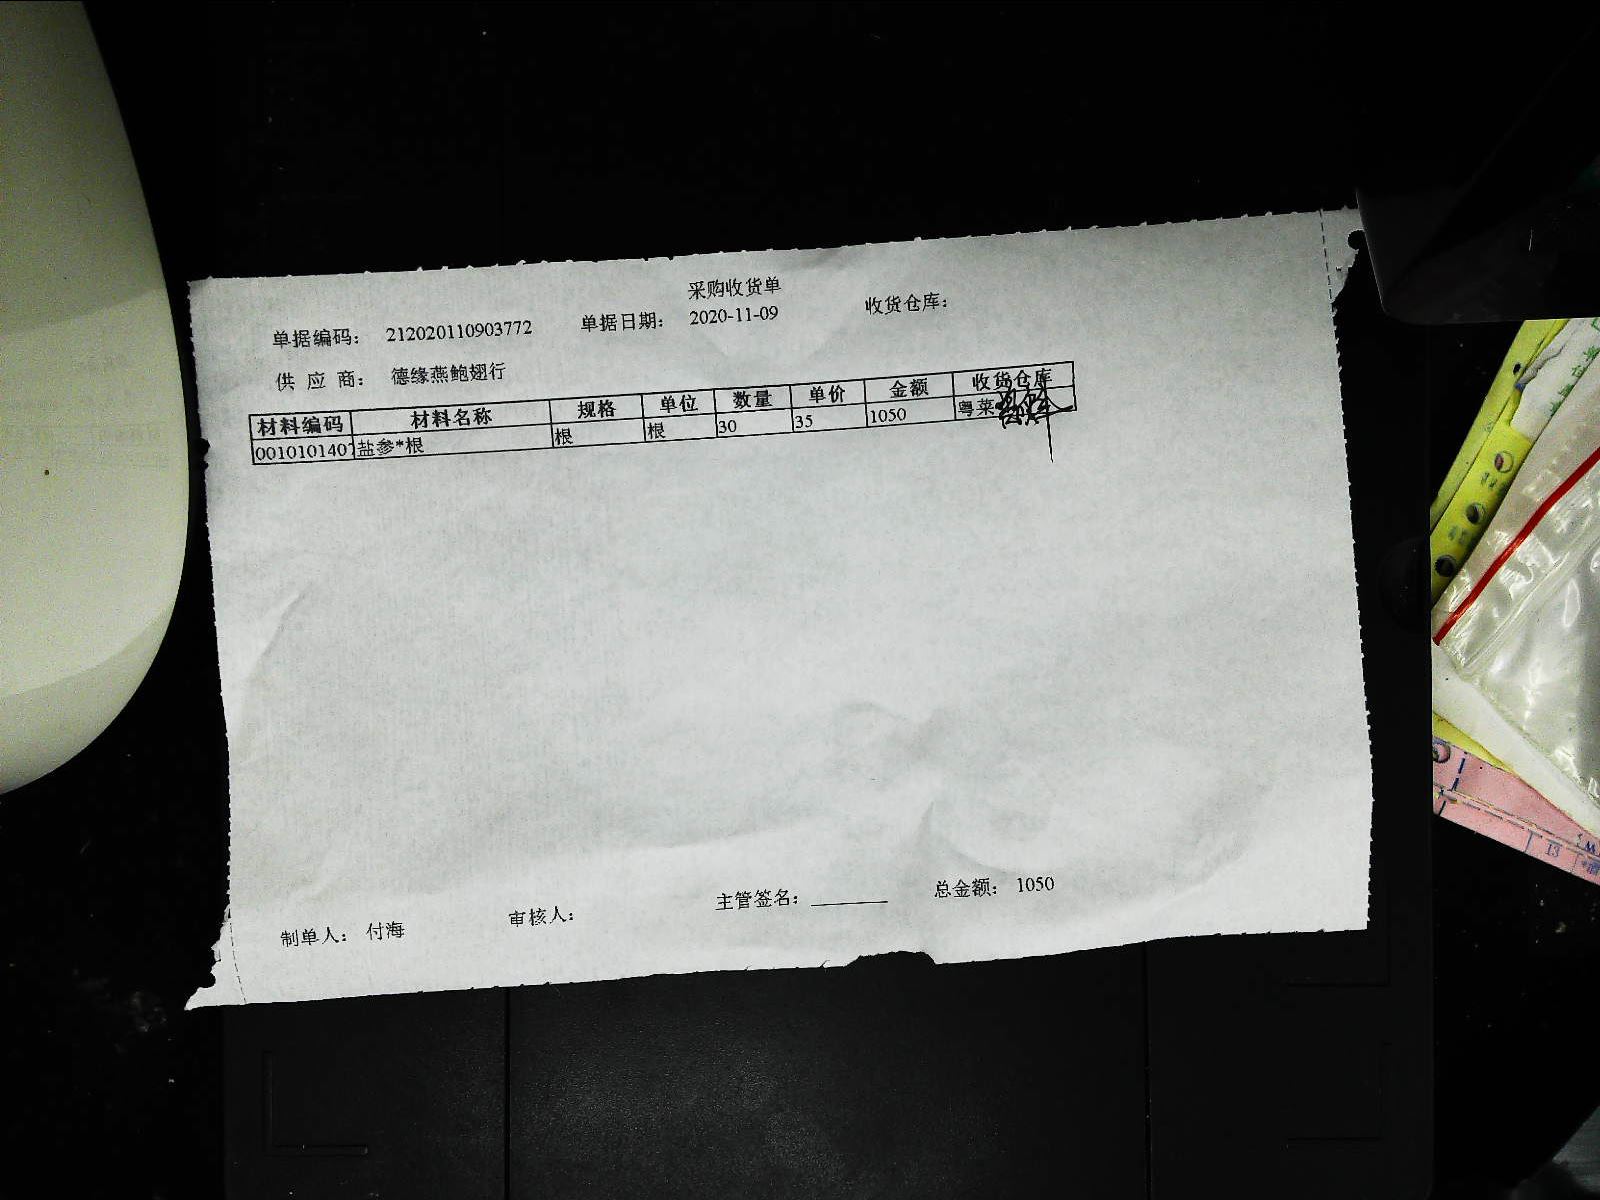 采购收货单
单据编码： 212020110903772 单据日期： 2020-11-09 收货仓库：
供 应 商： 德缘燕鲍翅行
材料编码 材料名称 规格 单位 数量 单价 金额 收货仓库
0010101407 盐参*根 根 根 30 35 1050 粤菜
制单人： 付海 审核人： 主管签名： 总金额： 1050
13